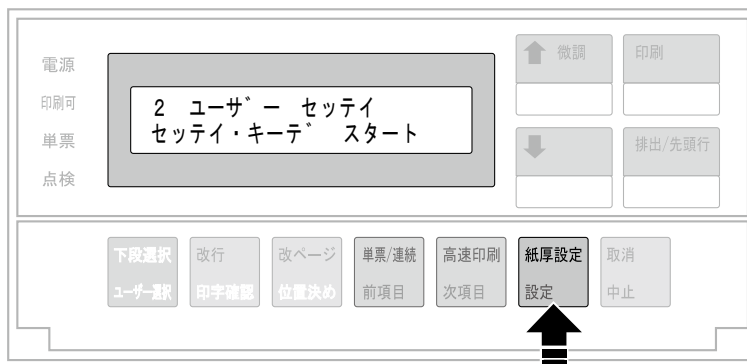 電源
印刷可
単票
点検
2 ユーザー セッテイ
セッテイ・キーデ スタート
微調
印刷
排出/先頭行
下段選択
ユーザー選択
改行
印字確認
改ページ
位置決め
単票/連続
前項目
高速印刷
次項目
紙厚設定
設定
取消
中止